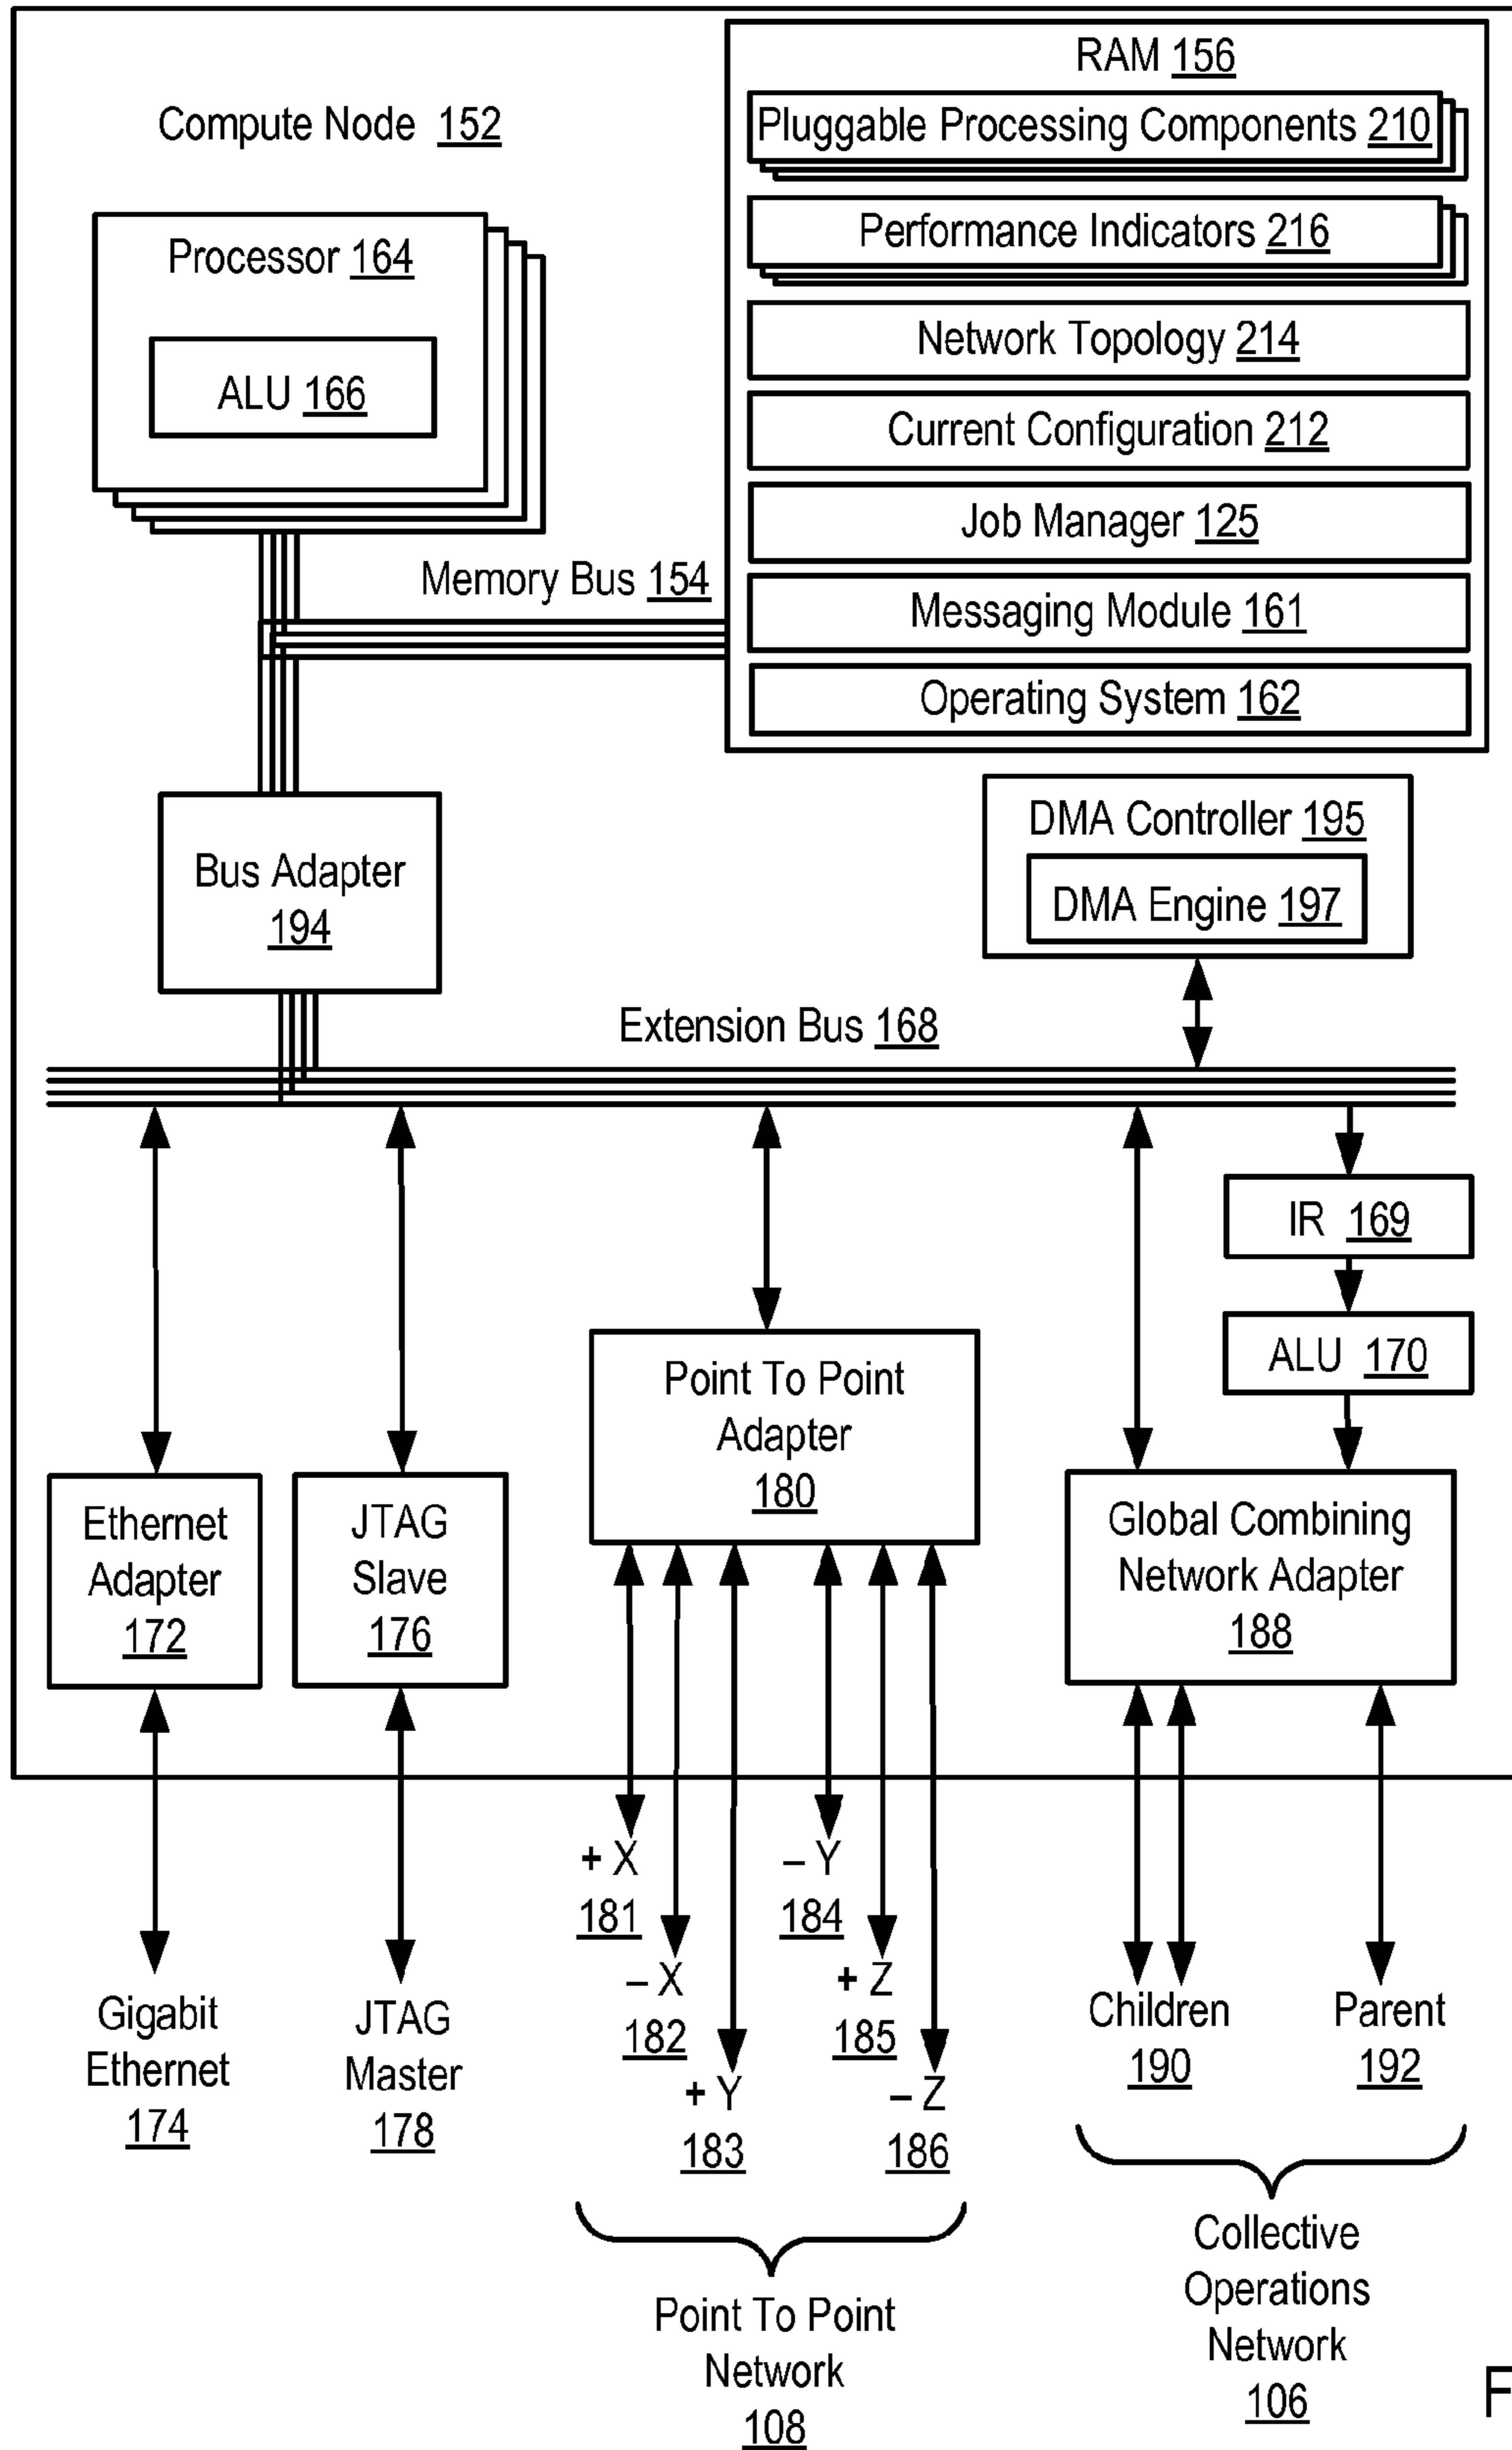 RAM 156
Compute Node 152
Pluggable Processing Components 210
Performance Indicators 216
Processor 164
Network Topology 214
ALU 166
Current Configuration 212
Job Manager 125
Memory Bus 154
Messaging Module 161
Operating System 162
DMA Controller 195
Bus Adapter
194
DMA Engine 197
Extension Bus 168
IR 169
ALU 170
Point To Point
Adapter
180
Ethernet
Adapter
172
JTAG
Slave
176
Global Combining
Network Adapter
188
+ X
181
– X
182
+ Y
183
– Y
184
+ Z
185
– Z
186
Gigabit
Ethernet
174
JTAG
Master
178
Children
190
Parent
192
Point To Point
Network
108
Collective
Operations
Network
106
F